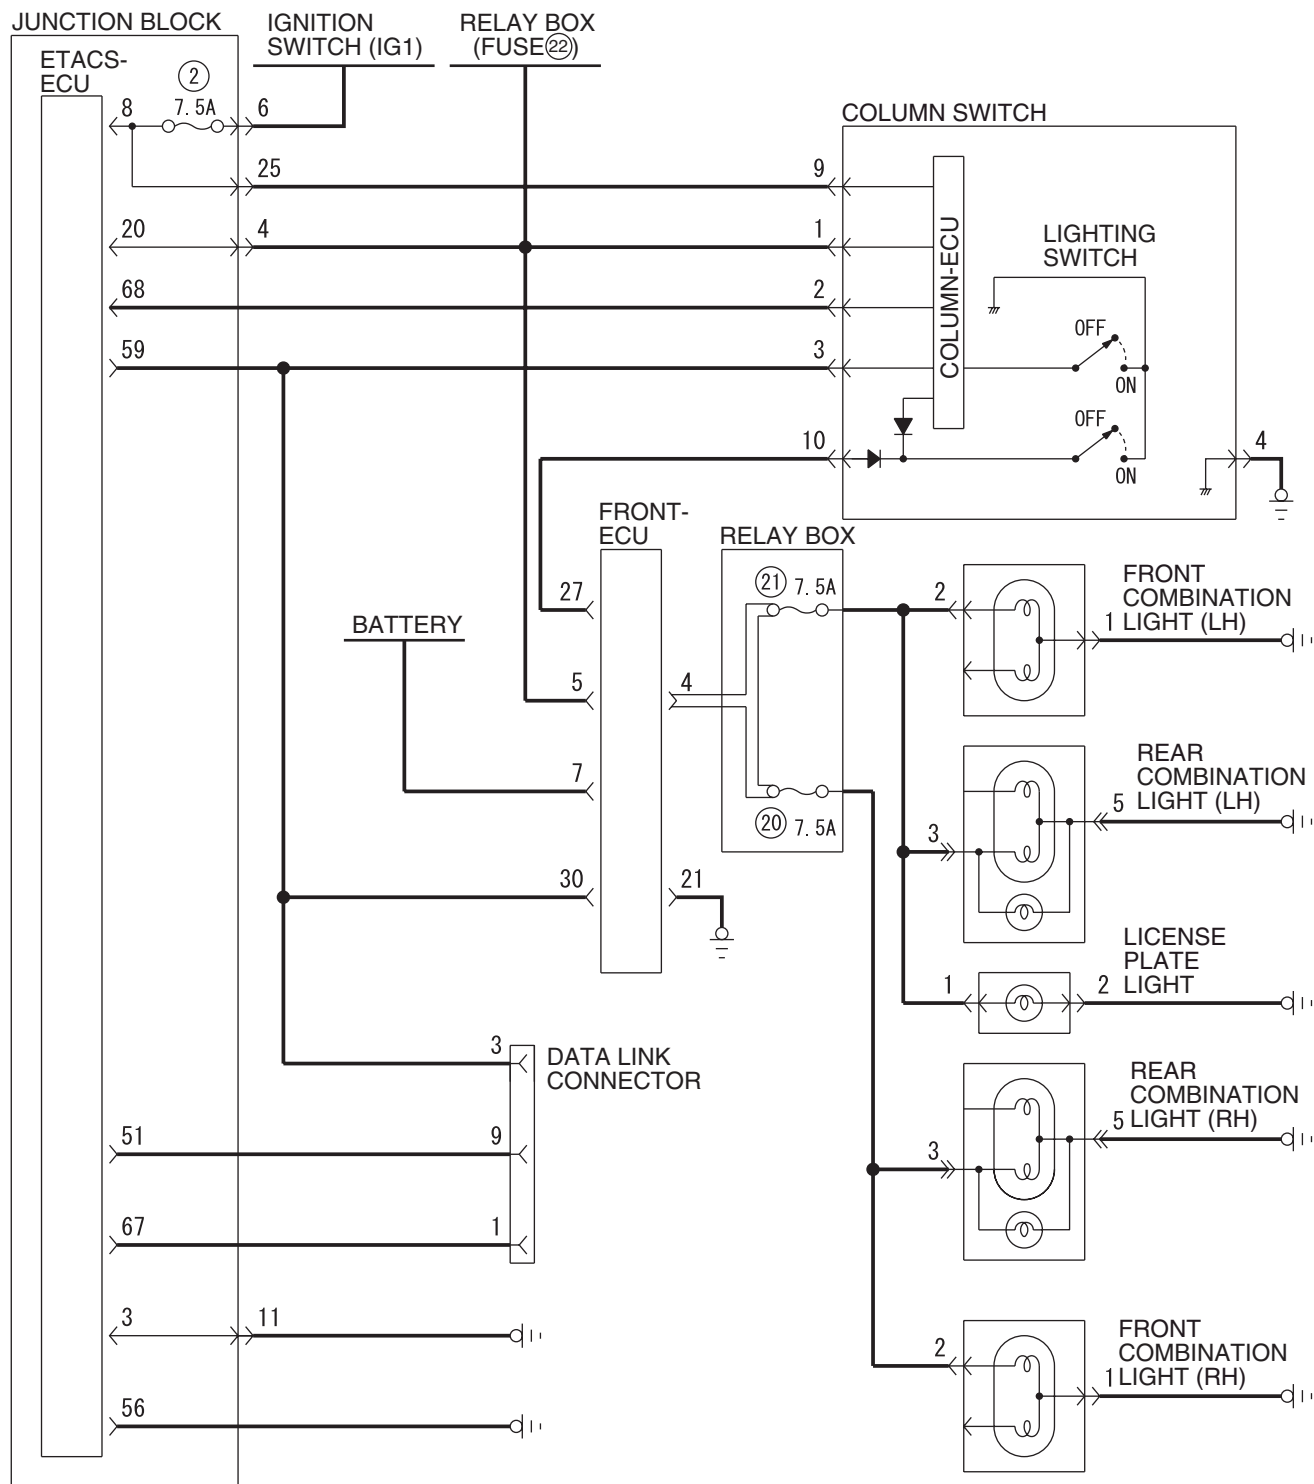 JUNCTION BLOCK
IGNITION
SWITCH (IG1)
RELAY BOX
(FUSE㉒)
ETACS-
ECU
2
7.5A
8
6
COLUMN SWITCH
25
9
20
4
1
COLUMN-ECU
LIGHTING
SWITCH
68
2
OFF
59
3
ON
OFF
10
4
ON
FRONT-
ECU
RELAY BOX
27
21 7.5A
2
FRONT
COMBINATION
1 LIGHT (LH)
BATTERY
5
4
7
20 7.5A
REAR
COMBINATION
5 LIGHT (LH)
3
30
21
LICENSE
PLATE
LIGHT
1
2
3
DATA LINK
CONNECTOR
REAR
COMBINATION
5 LIGHT (RH)
51
9
3
67
1
3
11
FRONT
COMBINATION
1 LIGHT (RH)
2
56